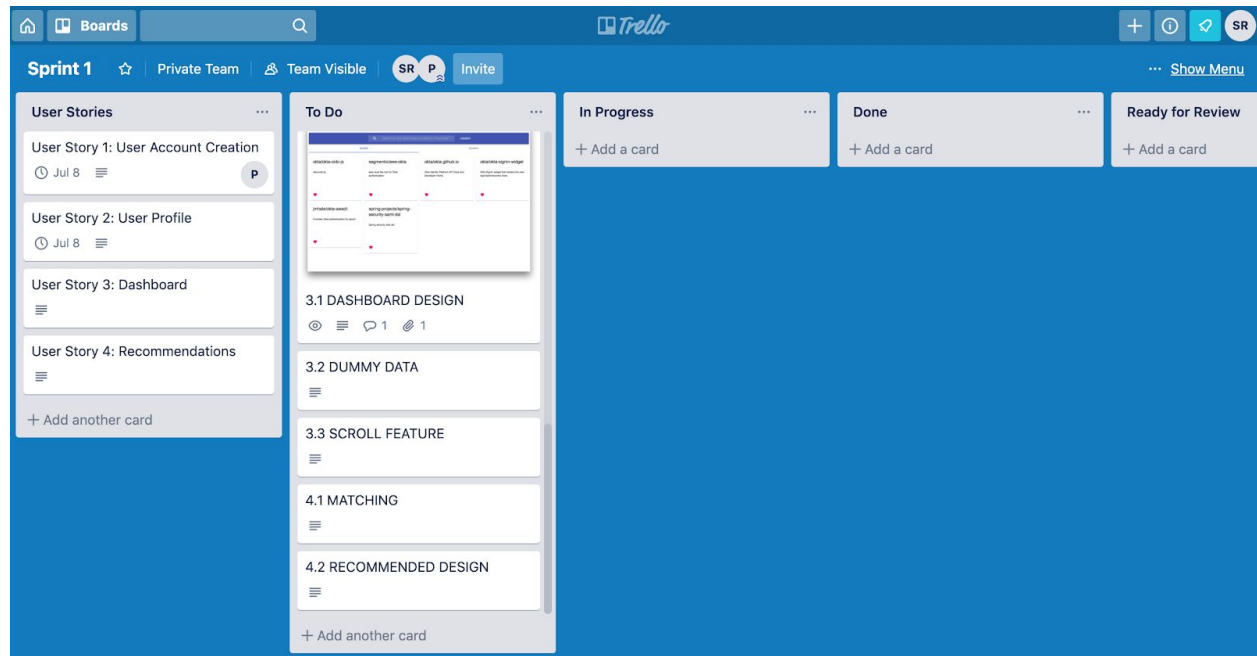 Boards
Trello
SR
Sprint 1
Private Team
Team Visible
SR P
Invite
... Show Menu
User Stories
User Story 1: User Account Creation
Jul 8
P
User Story 2: User Profile
Jul 8
User Story 3: Dashboard
User Story 4: Recommendations
+ Add another card
To Do
3.1 DASHBOARD DESIGN
1 1
3.2 DUMMY DATA
3.3 SCROLL FEATURE
4.1 MATCHING
4.2 RECOMMENDED DESIGN
+ Add another card
In Progress
+ Add a card
Done
+ Add a card
Ready for Review
+ Add a card